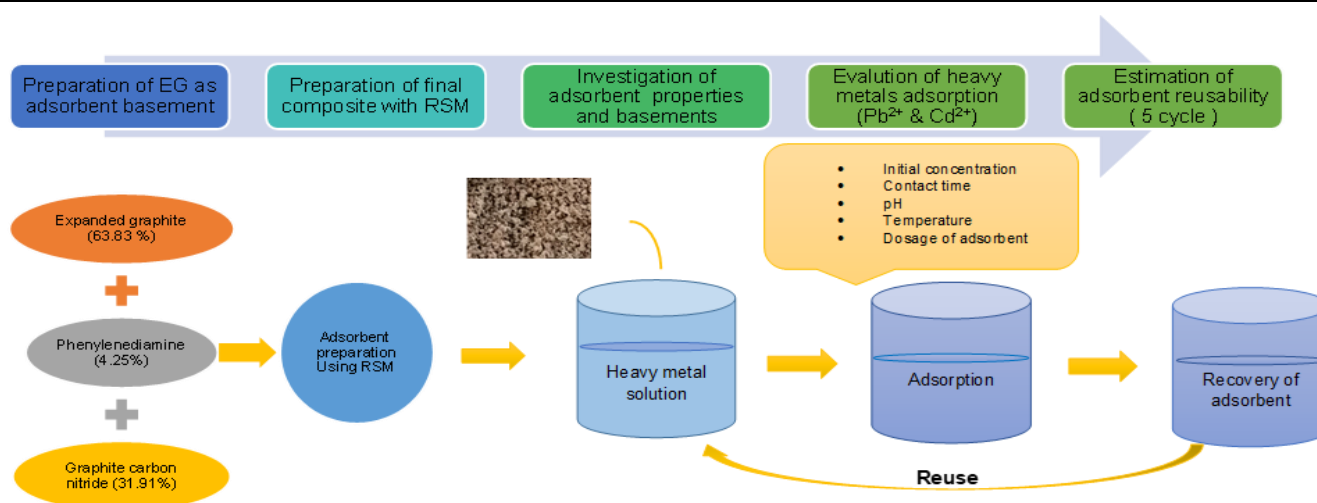 Preparation of EG as
adsorbent basement
Preparation of final
composite with RSM
Investigation of
adsorbent properties
and basements
Evalution of heavy
metals adsorption
(Pb²⁺ & Cd²⁺)
Estimation of
adsorbent reusability
( 5 cycle )
• Initial concentration
• Contact time
• pH
• Temperature
• Dosage of adsorbent
Expanded graphite
(63.83 %)
Phenylenediamine
(4.25%)
Graphite carbon
nitride (31.91%)
Adsorbent
preparation
Using RSM
Heavy metal
solution
Adsorption
Recovery of
adsorbent
Reuse